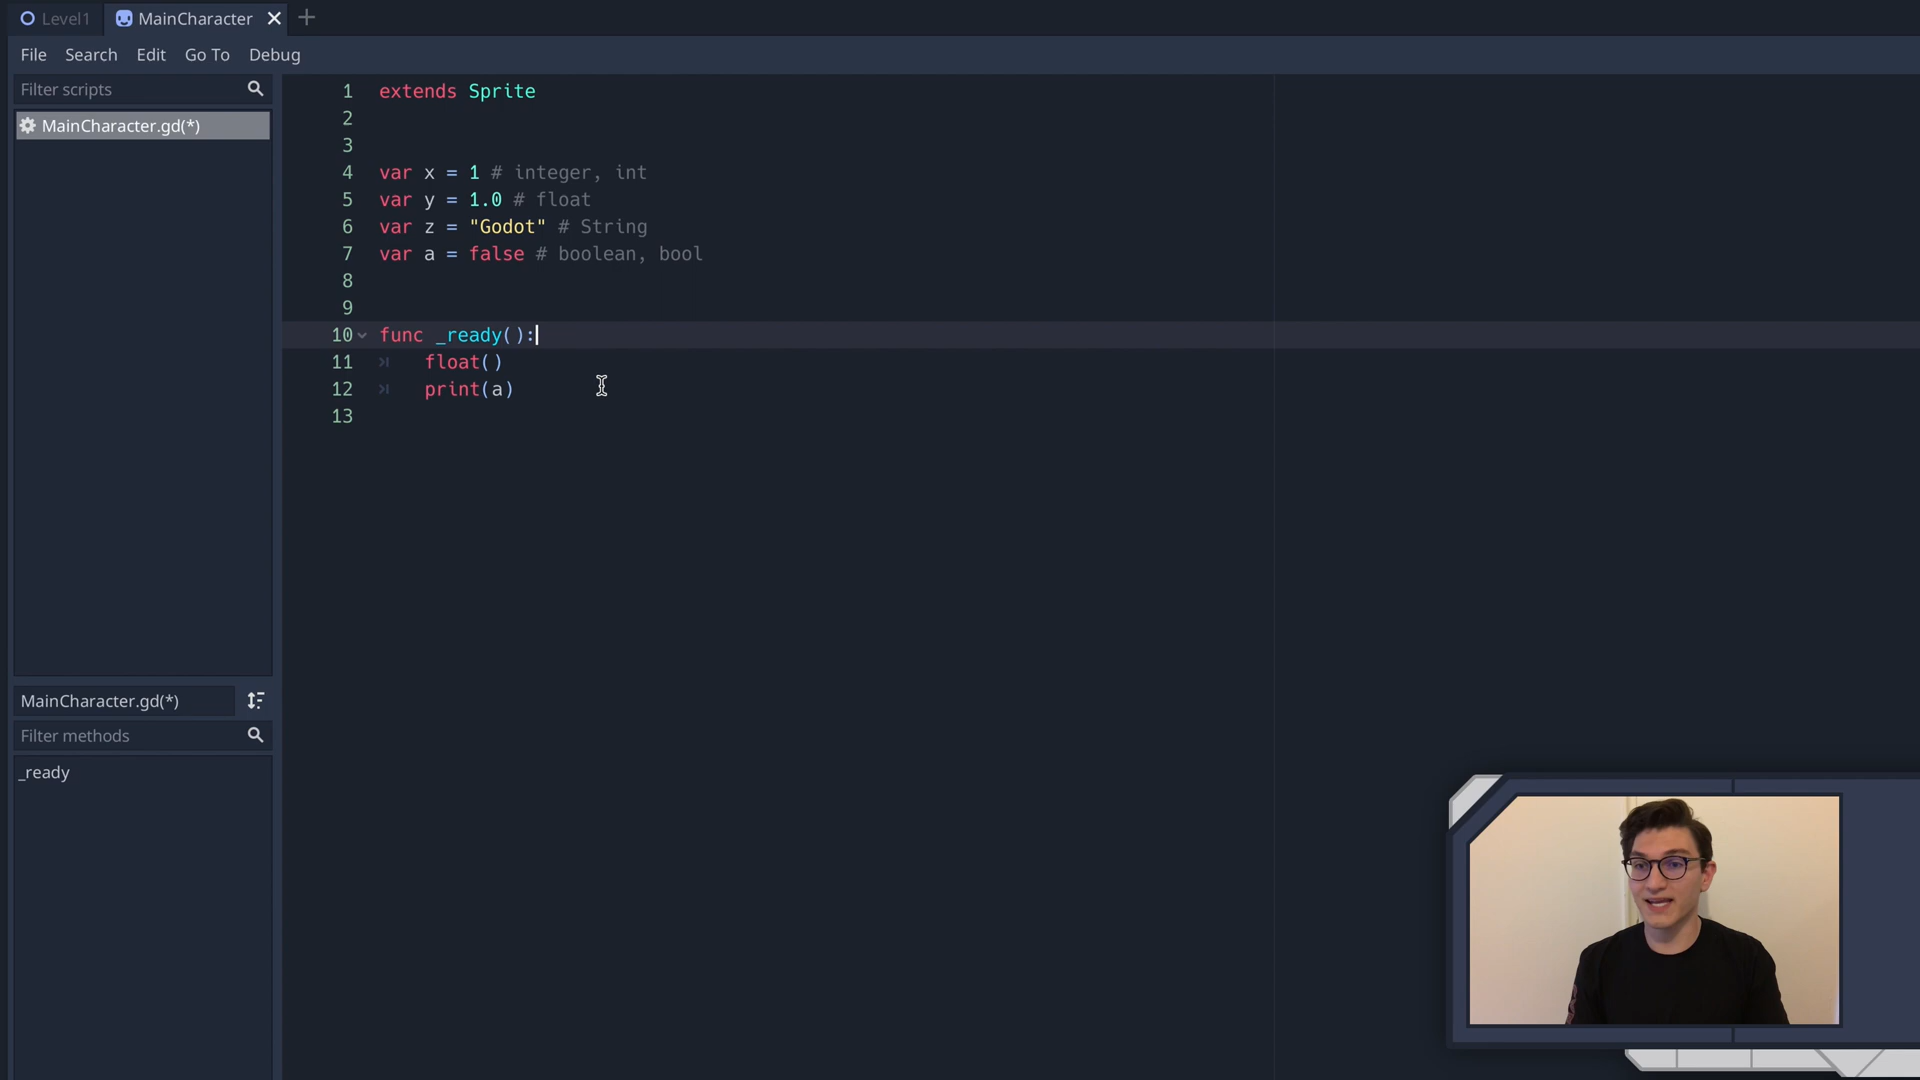 Level1 MainCharacter
File Search Edit Go To Debug
Filter scripts
MainCharacter.gd(*)
1 extends Sprite
2
3
4 var x = 1 # integer, int
5 var y = 1.0 # float
6 var z = "Godot" # String
7 var a = false # boolean, bool
8
9
10 func _ready():
11 float()
12 print(a)
13
MainCharacter.gd(*)
Filter methods
_ready